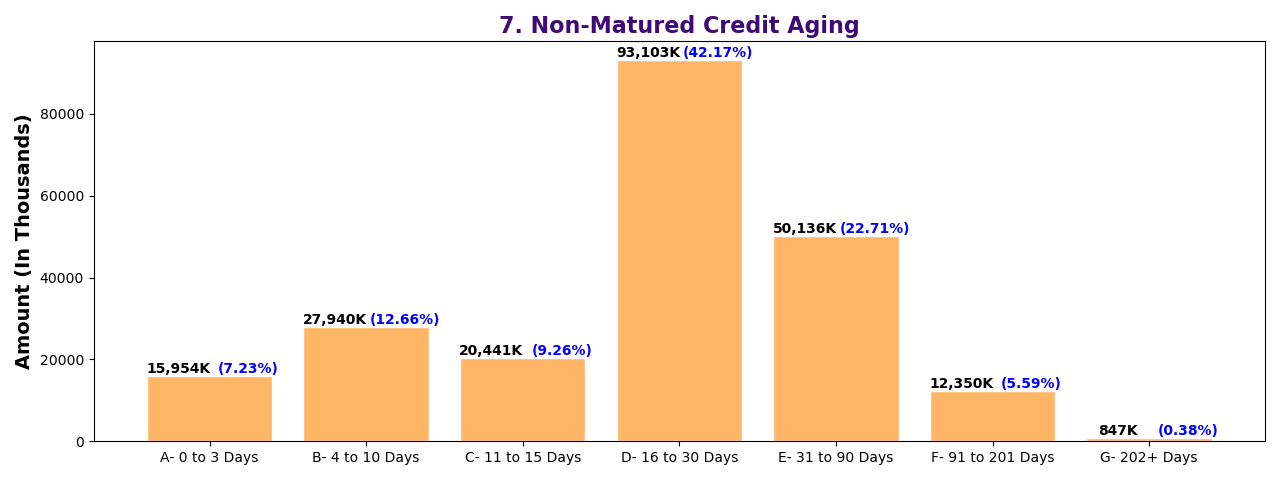 7. Non-Matured Credit Aging
Amount (In Thousands)
80000
60000
40000
20000
0
15,954K (7.23%)
27,940K (12.66%)
20,441K (9.26%)
93,103K (42.17%)
50,136K (22.71%)
12,350K (5.59%)
847K (0.38%)
A- 0 to 3 Days
B- 4 to 10 Days
C- 11 to 15 Days
D- 16 to 30 Days
E- 31 to 90 Days
F- 91 to 201 Days
G- 202+ Days